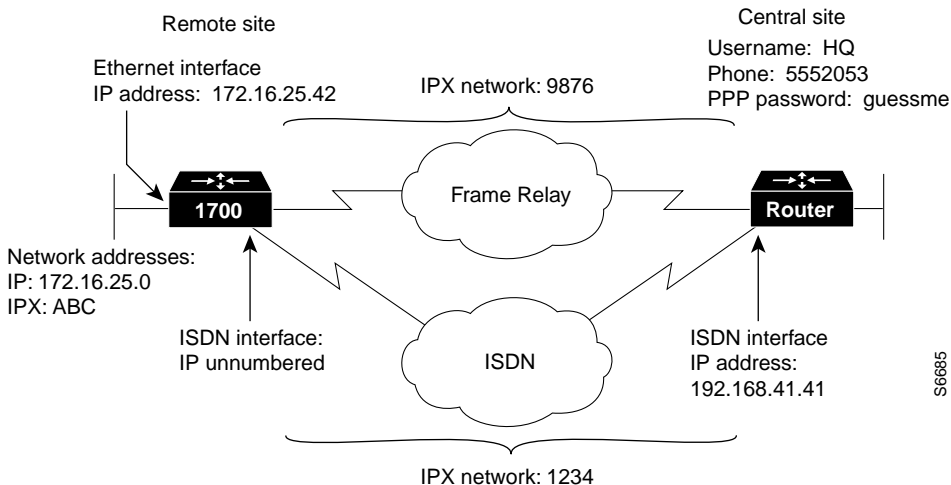 Remote site
Central site
Username: HQ
Phone: 5552053
PPP password: guessme
Ethernet interface
IP address: 172.16.25.42
IPX network: 9876
Frame Relay
1700
Router
Network addresses:
IP: 172.16.25.0
IPX: ABC
ISDN interface:
IP unnumbered
ISDN
ISDN interface
IP address:
192.168.41.41
S6685
IPX network: 1234